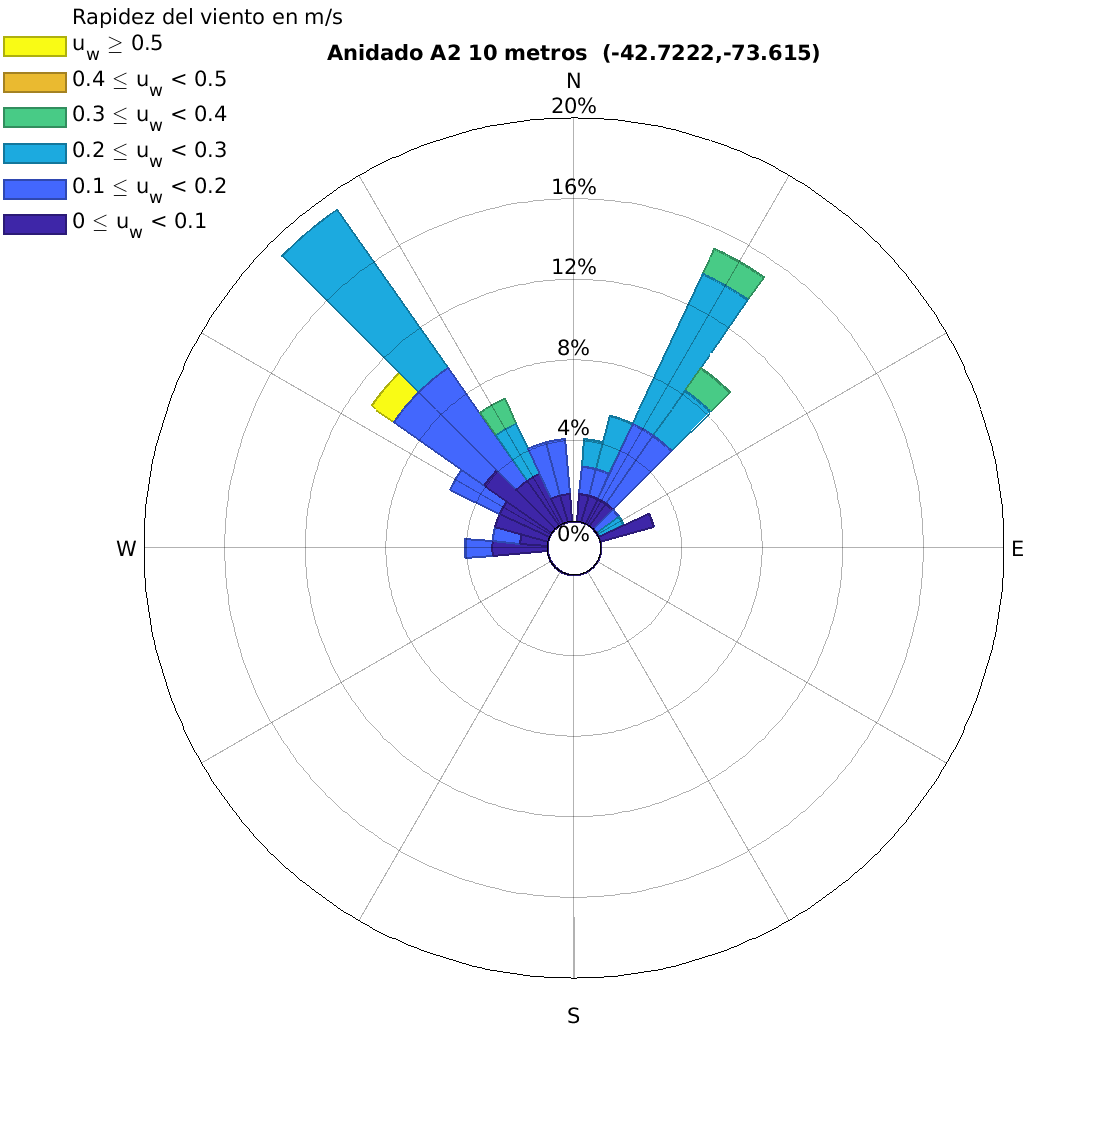 Rapidez del viento en m/s
u_w ≥ 0.5
0.4 ≤ u_w < 0.5
0.3 ≤ u_w < 0.4
0.2 ≤ u_w < 0.3
0.1 ≤ u_w < 0.2
0 ≤ u_w < 0.1
Anidado A2 10 metros (-42.7222,-73.615)
N
20%
16%
12%
8%
4%
0%
W
E
S